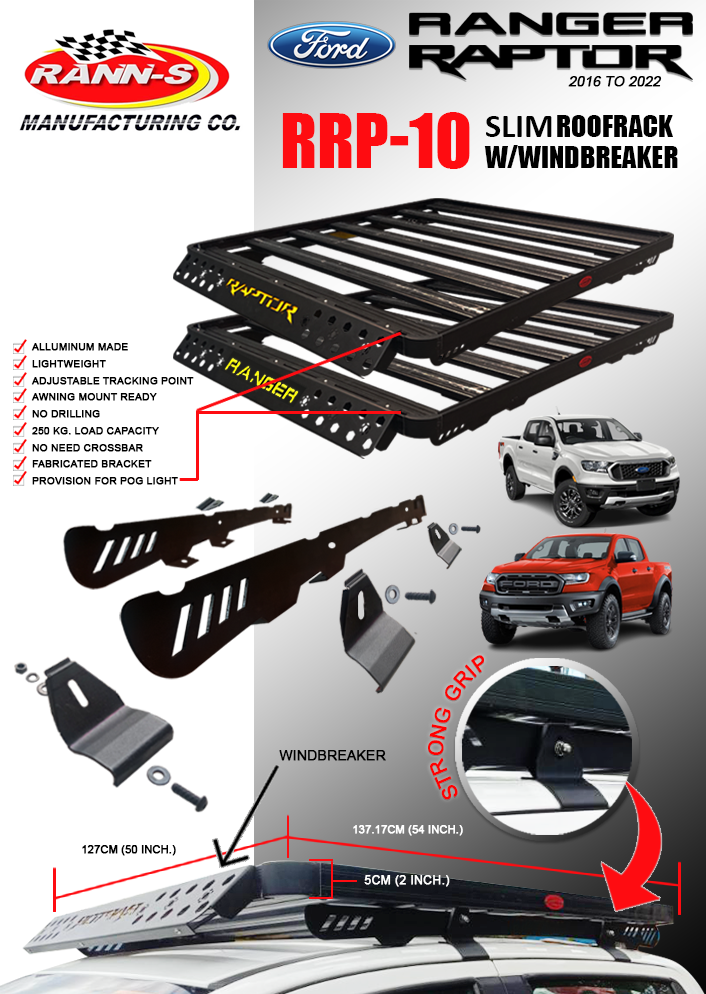 RANN-S
MANUFACTURING CO.
Ford
RANGER
RAPTOR
2016 TO 2022
RRP-10
SLIM ROOFRACK
W/WINDBREAKER
RAPTOR
RANGER
ALLUMINUM MADE
LIGHTWEIGHT
ADJUSTABLE TRACKING POINT
AWNING MOUNT READY
NO DRILLING
250 KG. LOAD CAPACITY
NO NEED CROSSBAR
FABRICATED BRACKET
PROVISION FOR POG LIGHT
FORD
STRONG GRIP
WINDBREAKER
137.17CM (54 INCH.)
127CM (50 INCH.)
5CM (2 INCH.)